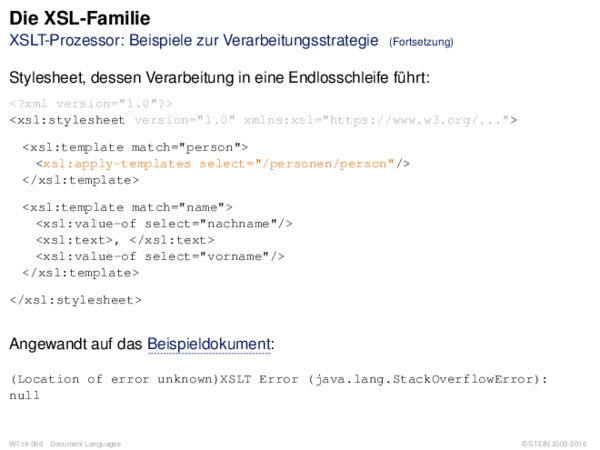 Die XSL-Familie
XSLT-Prozessor: Beispiele zur Verarbeitungsstrategie (Fortsetzung)
Stylesheet, dessen Verarbeitung in eine Endlosschleife führt:
<?xml version="1.0"?>
<xsl:stylesheet version="1.0" xmlns:xsl="https://www.w3.org/...">
<xsl:template match="person">
<xsl:apply-templates select="/personen/person"/>
</xsl:template>
<xsl:template match="name">
<xsl:value-of select="nachname"/>
<xsl:text>, </xsl:text>
<xsl:value-of select="vorname"/>
</xsl:template>
</xsl:stylesheet>
Angewandt auf das Beispieldokument:
(Location of error unknown)XSLT Error (java.lang.StackOverflowError):
null
WT:III-366 Document Languages © STEIN 2005-2018